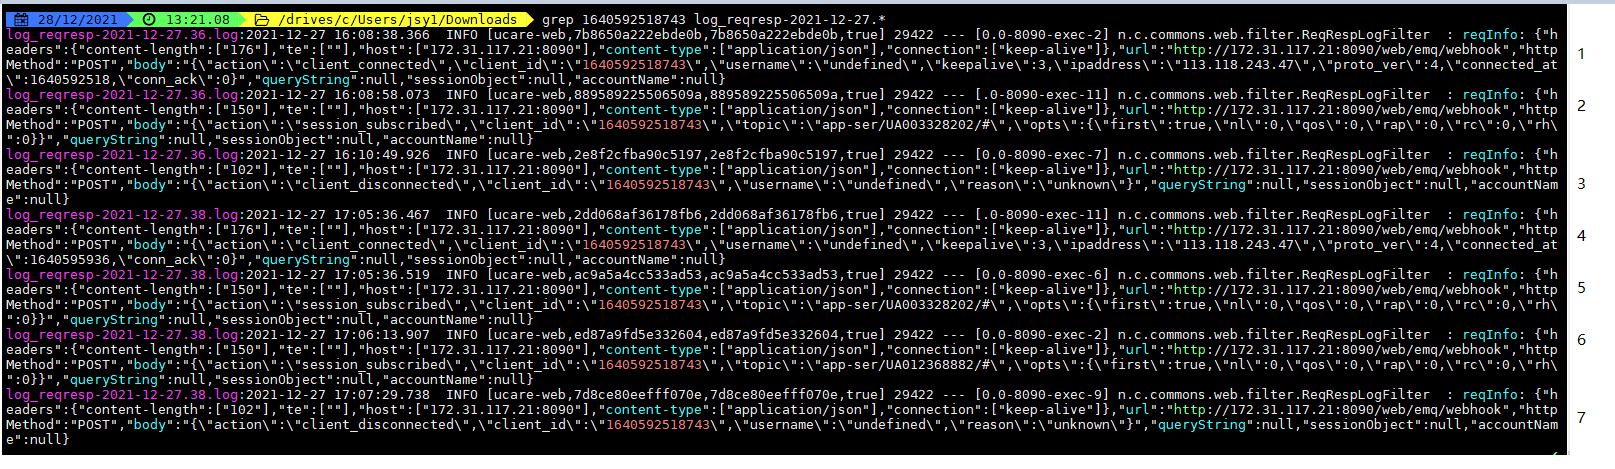 28/12/2021 13:21.08 /drives/c/Users/jsy1/Downloads grep 1640592518743 log_reqresp-2021-12-27.*
log_reqresp-2021-12-27.36.log:2021-12-27 16:08:38.366  INFO [ucare-web,7b8650a222ebde0b,7b8650a222ebde0b,true] 29422 --- [0.0-8090-exec-2] n.c.commons.web.filter.ReqRespLogFilter  : reqInfo: {"h
eaders":{"content-length":["176"],"te":[""],"host":["172.31.117.21:8090"],"content-type":["application/json"],"connection":["keep-alive"]},"url":"http://172.31.117.21:8090/web/emq/webhook","http
Method":"POST","body":"{\"action\":\"client_connected\",\"client_id\":\"1640592518743\",\"username\":\"undefined\",\"keepalive\":3,\"ipaddress\":\"113.118.243.47\",\"proto_ver\":4,\"connected_at
\":1640592518,\"conn_ack\":0}","queryString":null,"sessionObject":null,"accountName":null}
1
log_reqresp-2021-12-27.36.log:2021-12-27 16:08:58.073  INFO [ucare-web,889589225506509a,889589225506509a,true] 29422 --- [.0-8090-exec-11] n.c.commons.web.filter.ReqRespLogFilter  : reqInfo: {"h
eaders":{"content-length":["150"],"te":[""],"host":["172.31.117.21:8090"],"content-type":["application/json"],"connection":["keep-alive"]},"url":"http://172.31.117.21:8090/web/emq/webhook","http
Method":"POST","body":"{\"action\":\"session_subscribed\",\"client_id\":\"1640592518743\",\"topic\":\"app-ser/UA003328202/#\",\"opts\":{\"first\":true,\"nl\":0,\"qos\":0,\"rap\":0,\"rc\":0,\"rh\
":0}}","queryString":null,"sessionObject":null,"accountName":null}
2
log_reqresp-2021-12-27.36.log:2021-12-27 16:10:49.926  INFO [ucare-web,2e8f2cfba90c5197,2e8f2cfba90c5197,true] 29422 --- [0.0-8090-exec-7] n.c.commons.web.filter.ReqRespLogFilter  : reqInfo: {"h
eaders":{"content-length":["102"],"te":[""],"host":["172.31.117.21:8090"],"content-type":["application/json"],"connection":["keep-alive"]},"url":"http://172.31.117.21:8090/web/emq/webhook","http
Method":"POST","body":"{\"action\":\"client_disconnected\",\"client_id\":\"1640592518743\",\"username\":\"undefined\",\"reason\":\"unknown\"}","queryString":null,"sessionObject":null,"accountNam
e":null}
3
log_reqresp-2021-12-27.38.log:2021-12-27 17:05:36.467  INFO [ucare-web,2dd068af36178fb6,2dd068af36178fb6,true] 29422 --- [.0-8090-exec-11] n.c.commons.web.filter.ReqRespLogFilter  : reqInfo: {"h
eaders":{"content-length":["176"],"te":[""],"host":["172.31.117.21:8090"],"content-type":["application/json"],"connection":["keep-alive"]},"url":"http://172.31.117.21:8090/web/emq/webhook","http
Method":"POST","body":"{\"action\":\"client_connected\",\"client_id\":\"1640592518743\",\"username\":\"undefined\",\"keepalive\":3,\"ipaddress\":\"113.118.243.47\",\"proto_ver\":4,\"connected_at
\":1640595936,\"conn_ack\":0}","queryString":null,"sessionObject":null,"accountName":null}
4
log_reqresp-2021-12-27.38.log:2021-12-27 17:05:36.519  INFO [ucare-web,ac9a5a4cc533ad53,ac9a5a4cc533ad53,true] 29422 --- [0.0-8090-exec-6] n.c.commons.web.filter.ReqRespLogFilter  : reqInfo: {"h
eaders":{"content-length":["150"],"te":[""],"host":["172.31.117.21:8090"],"content-type":["application/json"],"connection":["keep-alive"]},"url":"http://172.31.117.21:8090/web/emq/webhook","http
Method":"POST","body":"{\"action\":\"session_subscribed\",\"client_id\":\"1640592518743\",\"topic\":\"app-ser/UA003328202/#\",\"opts\":{\"first\":true,\"nl\":0,\"qos\":0,\"rap\":0,\"rc\":0,\"rh\
":0}}","queryString":null,"sessionObject":null,"accountName":null}
5
log_reqresp-2021-12-27.38.log:2021-12-27 17:06:13.907  INFO [ucare-web,ed87a9fd5e332604,ed87a9fd5e332604,true] 29422 --- [0.0-8090-exec-2] n.c.commons.web.filter.ReqRespLogFilter  : reqInfo: {"h
eaders":{"content-length":["150"],"te":[""],"host":["172.31.117.21:8090"],"content-type":["application/json"],"connection":["keep-alive"]},"url":"http://172.31.117.21:8090/web/emq/webhook","http
Method":"POST","body":"{\"action\":\"session_subscribed\",\"client_id\":\"1640592518743\",\"topic\":\"app-ser/UA012368882/#\",\"opts\":{\"first\":true,\"nl\":0,\"qos\":0,\"rap\":0,\"rc\":0,\"rh\
":0}}","queryString":null,"sessionObject":null,"accountName":null}
6
log_reqresp-2021-12-27.38.log:2021-12-27 17:07:29.738  INFO [ucare-web,7d8ce80eefff070e,7d8ce80eefff070e,true] 29422 --- [0.0-8090-exec-9] n.c.commons.web.filter.ReqRespLogFilter  : reqInfo: {"h
eaders":{"content-length":["102"],"te":[""],"host":["172.31.117.21:8090"],"content-type":["application/json"],"connection":["keep-alive"]},"url":"http://172.31.117.21:8090/web/emq/webhook","http
Method":"POST","body":"{\"action\":\"client_disconnected\",\"client_id\":\"1640592518743\",\"username\":\"undefined\",\"reason\":\"unknown\"}","queryString":null,"sessionObject":null,"accountNam
e":null}
7